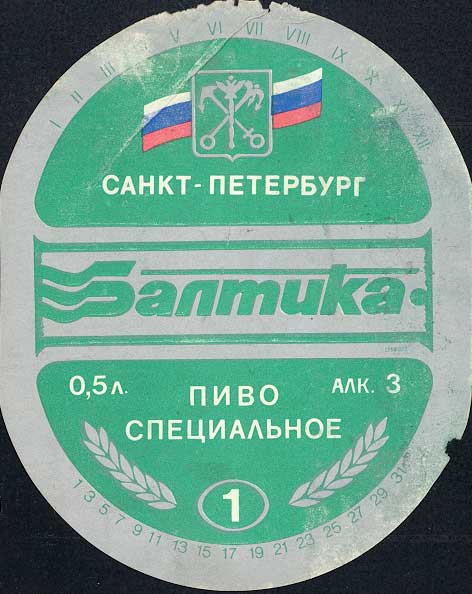 I II III V VI VII VIII IX X XI XII
САНКТ-ПЕТЕРБУРГ
Балтика
0,5 л.
АЛК. 3
ПИВО
СПЕЦИАЛЬНОЕ
1
1 3 5 7 9 11 13 15 17 19 21 23 25 27 29 31